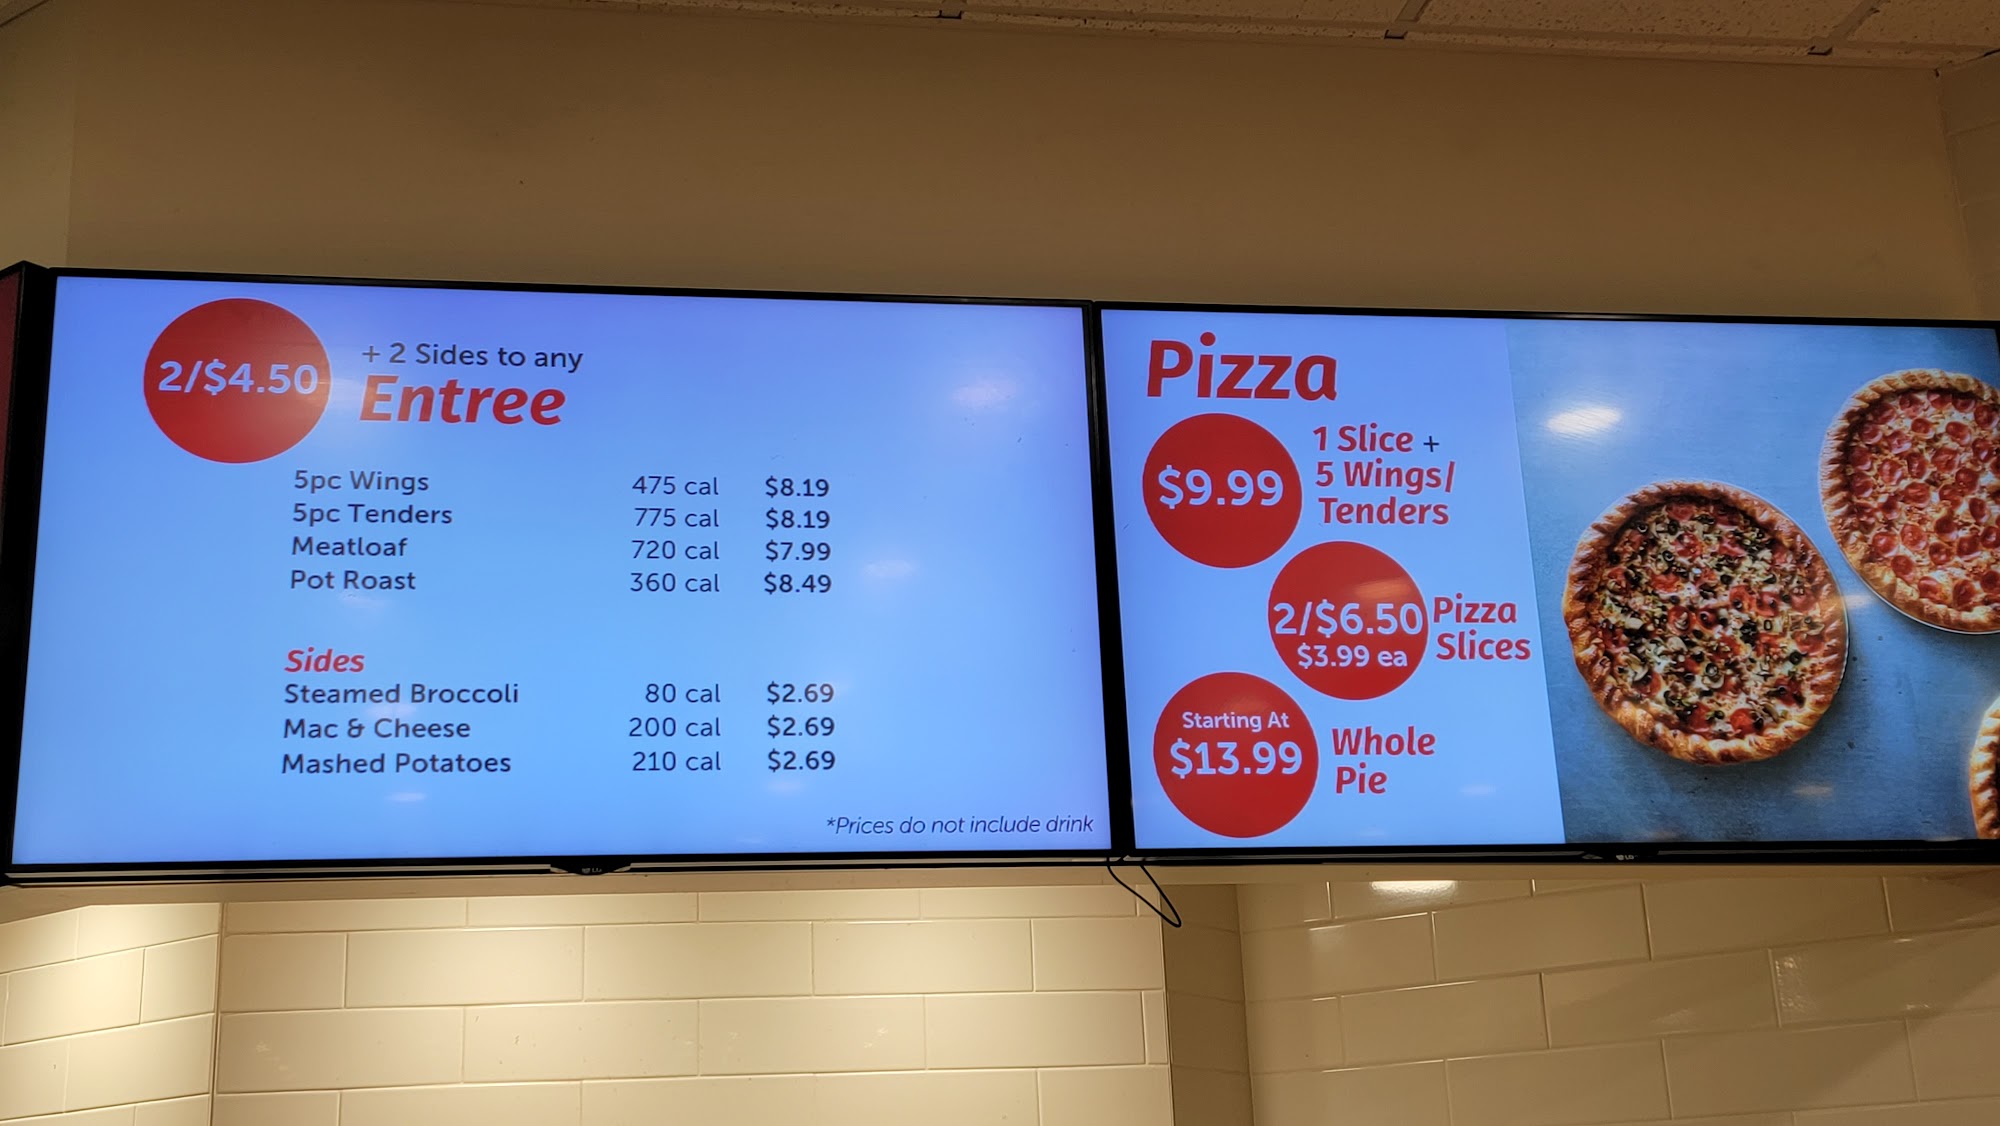 2/$4.50
+ 2 Sides to any
Entree
5pc Wings 475 cal $8.19
5pc Tenders 775 cal $8.19
Meatloaf 720 cal $7.99
Pot Roast 360 cal $8.49
Sides
Steamed Broccoli 80 cal $2.69
Mac & Cheese 200 cal $2.69
Mashed Potatoes 210 cal $2.69
*Prices do not include drink
LG
Pizza
$9.99
1 Slice +
5 Wings/
Tenders
2/$6.50
$3.99 ea
Pizza
Slices
Starting At
$13.99
Whole
Pie
LG